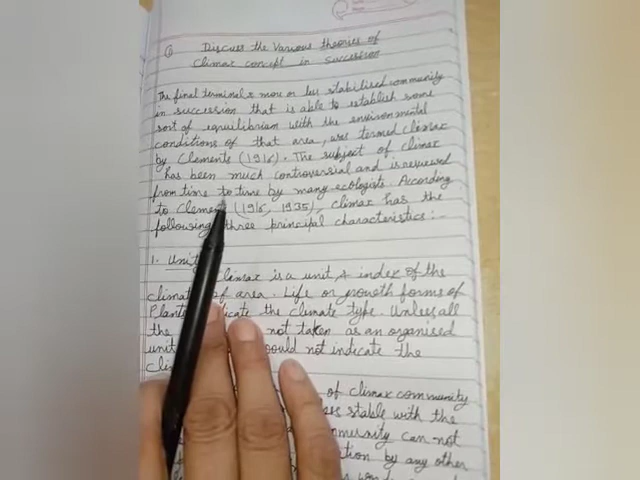 Discuss the Various theories of
Climax concept in succession
The final terminal & more or less stabilised community
in succession that is able to establish some
sort of equilibrium with the environmental
conditions of that area, was termed climax
by Clements (1916). The subject of climax
has been much controversial and is reviewed
from time to time by many ecologists According
to Clements (1916, 1935), climax has the
following three principal characteristics:-
1. Unity Climax is a unit, & index of the
climate of area. Life or growth forms of
Plants indicate the climate type. Unless all
the not taken as an organised
unit would not indicate the
of climax community
stable with the
community can not
by any other